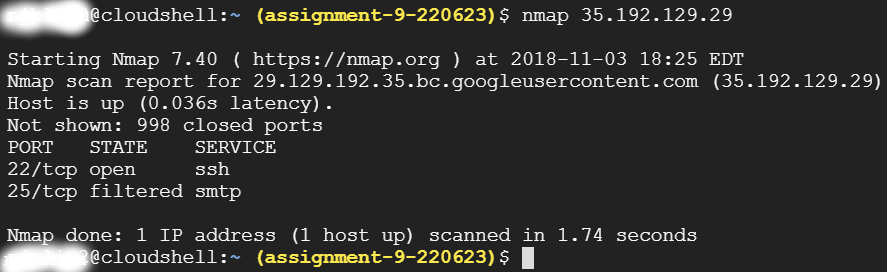 @cloudshell:~ (assignment-9-220623)$ nmap 35.192.129.29
Starting Nmap 7.40 ( https://nmap.org ) at 2018-11-03 18:25 EDT
Nmap scan report for 29.129.192.35.bc.googleusercontent.com (35.192.129.29)
Host is up (0.036s latency).
Not shown: 998 closed ports
PORT   STATE    SERVICE
22/tcp open     ssh
25/tcp filtered smtp
Nmap done: 1 IP address (1 host up) scanned in 1.74 seconds
@cloudshell:~ (assignment-9-220623)$